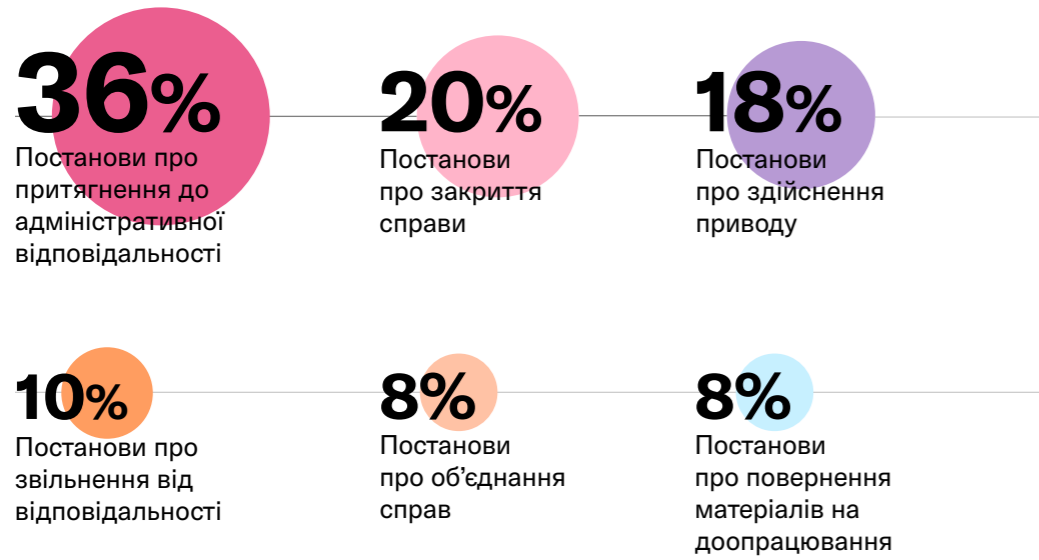 36%
Постанови про
притягнення до
адміністративної
відповідальності
20%
Постанови
про закриття
справи
18%
Постанови
про здійснення
приводу
10%
Постанови про
звільнення від
відповідальності
8%
Постанови
про об’єднання
справ
8%
Постанови
про повернення
матеріалів на
доопрацювання